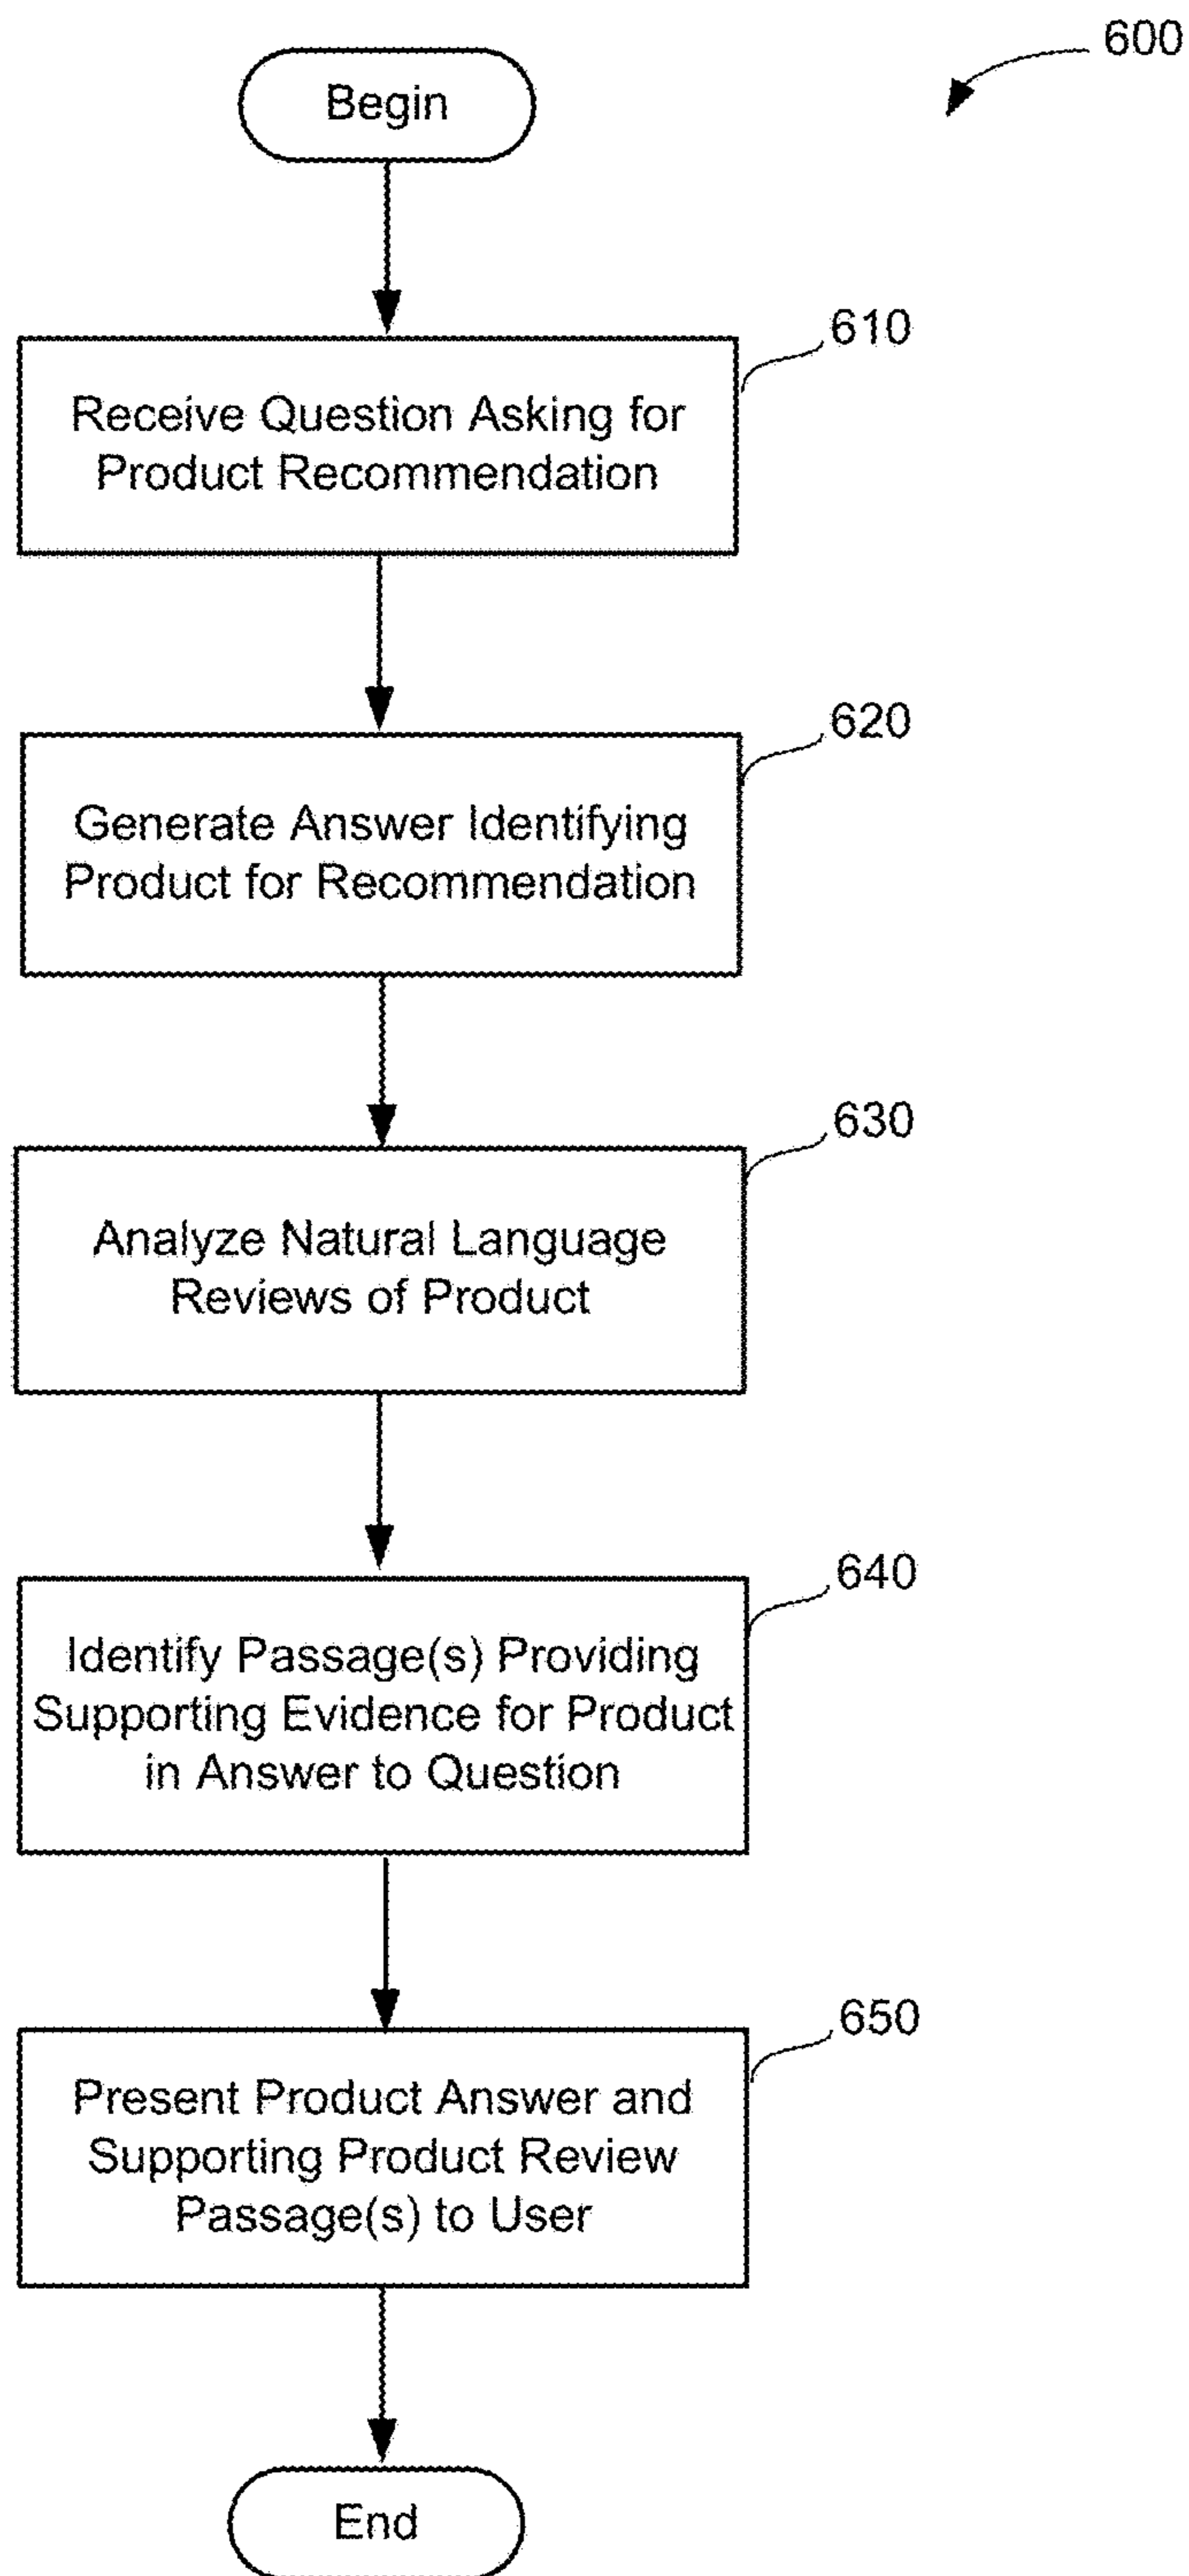 600
Begin
610
Receive Question Asking for
Product Recommendation
620
Generate Answer Identifying
Product for Recommendation
630
Analyze Natural Language
Reviews of Product
640
Identify Passage(s) Providing
Supporting Evidence for Product
in Answer to Question
650
Present Product Answer and
Supporting Product Review
Passage(s) to User
End